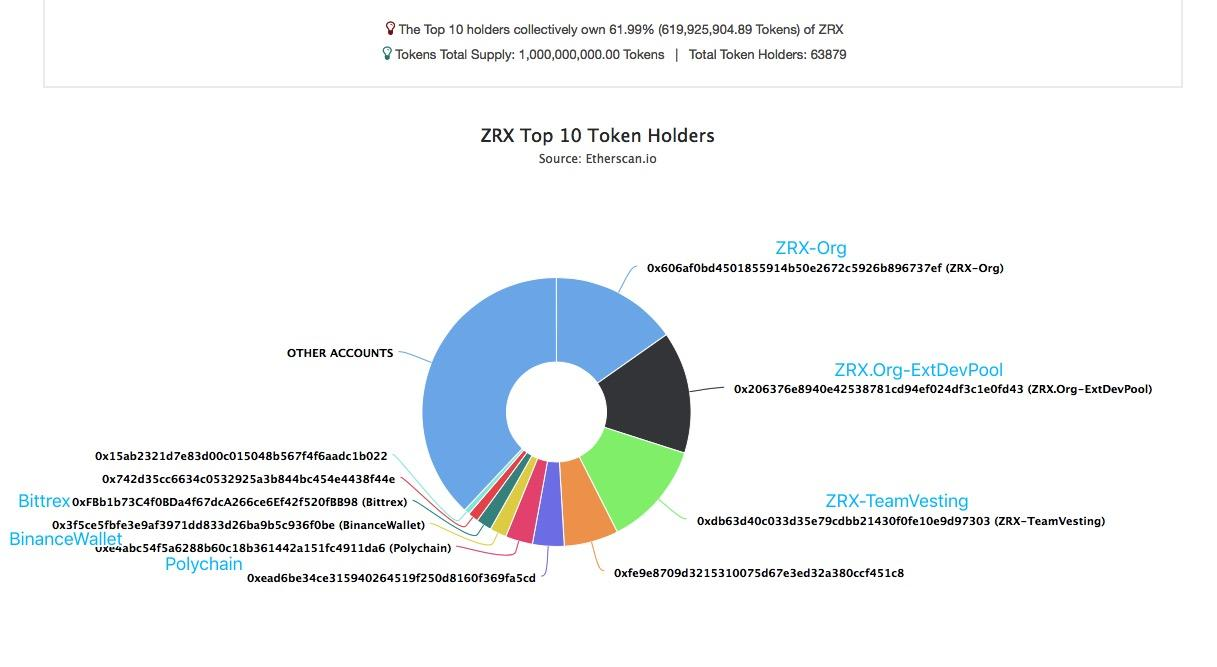 The Top 10 holders collectively own 61.99% (619,925,904.89 Tokens) of ZRX
Tokens Total Supply: 1,000,000,000.00 Tokens | Total Token Holders: 63879
ZRX Top 10 Token Holders
Source: Etherscan.io
ZRX-Org
0x606af0bd4501855914b50e2672c5926b896737ef (ZRX-Org)
OTHER ACCOUNTS
ZRX.Org-ExtDevPool
0x206376e8940e42538781cd94ef024df3c1e0fd43 (ZRX.Org-ExtDevPool)
0x15ab2321d7e83d00c015048b567f4f6aadc1b022
0x742d35cc6634c0532925a3b844bc454e4438f44e
Bittrex 0xFBb1b73C4f0BDa4f67dcA266ce6Ef42f520fBB98 (Bittrex)
ZRX-TeamVesting
0xdb63d40c033d35e79cdbb21430f0fe10e9d97303 (ZRX-TeamVesting)
0x3f5ce5fbfe3e9af3971dd833d26ba9b5c936f0be (BinanceWallet)
BinanceWallet
0xe4abc54f5a6288b60c18b361442a151fc4911da6 (Polychain)
Polychain
0xead6be34ce315940264519f250d8160f369fa5cd
0xfe9e8709d3215310075d67e3ed32a380ccf451c8